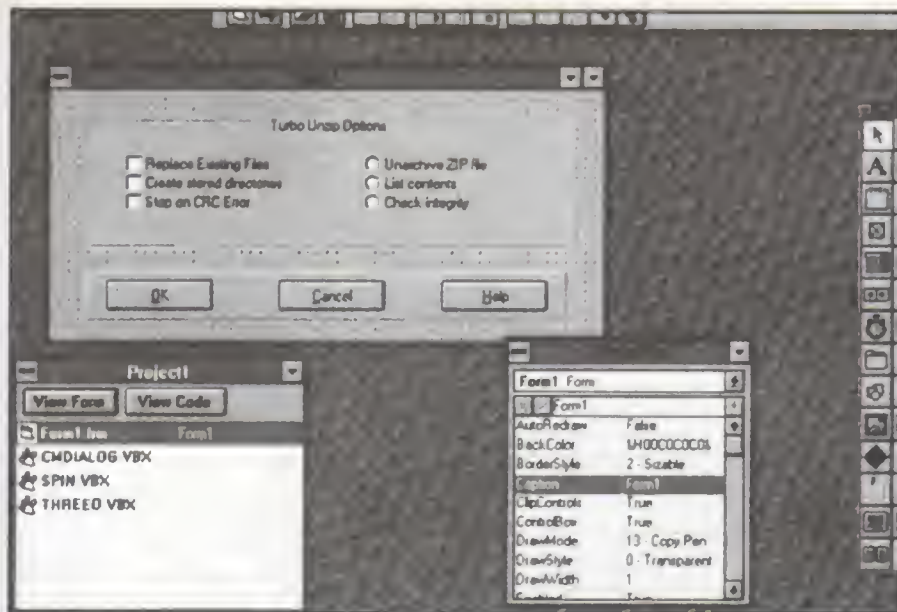 Turbo Unzip Options
Replace Existing Files
Create stored directories
Stop on CRC Error
Unarchive ZIP file
List contents
Check integrity
OK
Cancel
Help
Project1
View Form
View Code
Form1.frm Form1
CMDIALOG.VBX
SPIN.VBX
THREED.VBX
Form1 Form
Form1
AutoRedraw False
BackColor &H00C0C0C0&
BorderStyle 2 - Sizable
Caption Form1
ClipControls True
ControlBox True
DrawMode 13 - Copy Pen
DrawStyle 0 - Transparent
DrawWidth 1
Enabled True
A